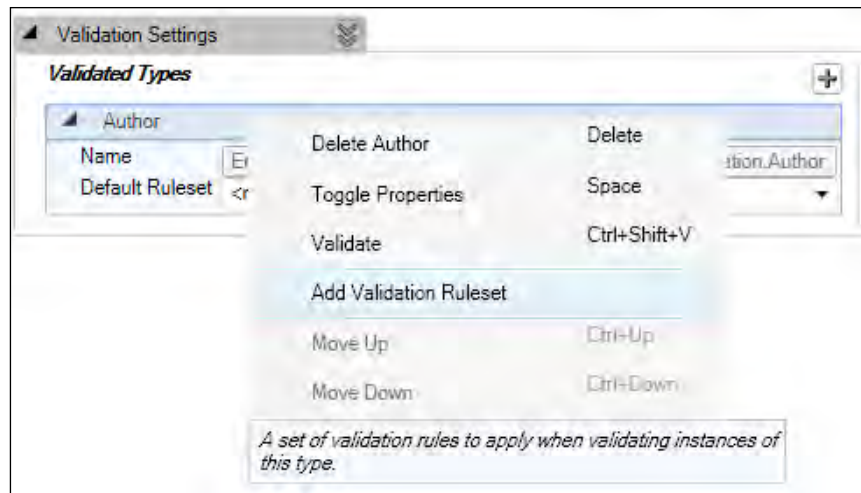 Validation Settings
Validated Types
Author
Name
Default Ruleset
Delete Author Delete
Toggle Properties Space
Validate Ctrl+Shift+V
Add Validation Ruleset
Move Up Ctrl+Up
Move Down Ctrl+Down
A set of validation rules to apply when validating instances of
this type.